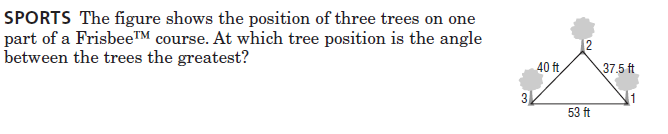 SPORTS The figure shows the position of three trees on one
part of a Frisbee™ course. At which tree position is the angle
between the trees the greatest?
2
40 ft
37.5 ft
3
1
53 ft